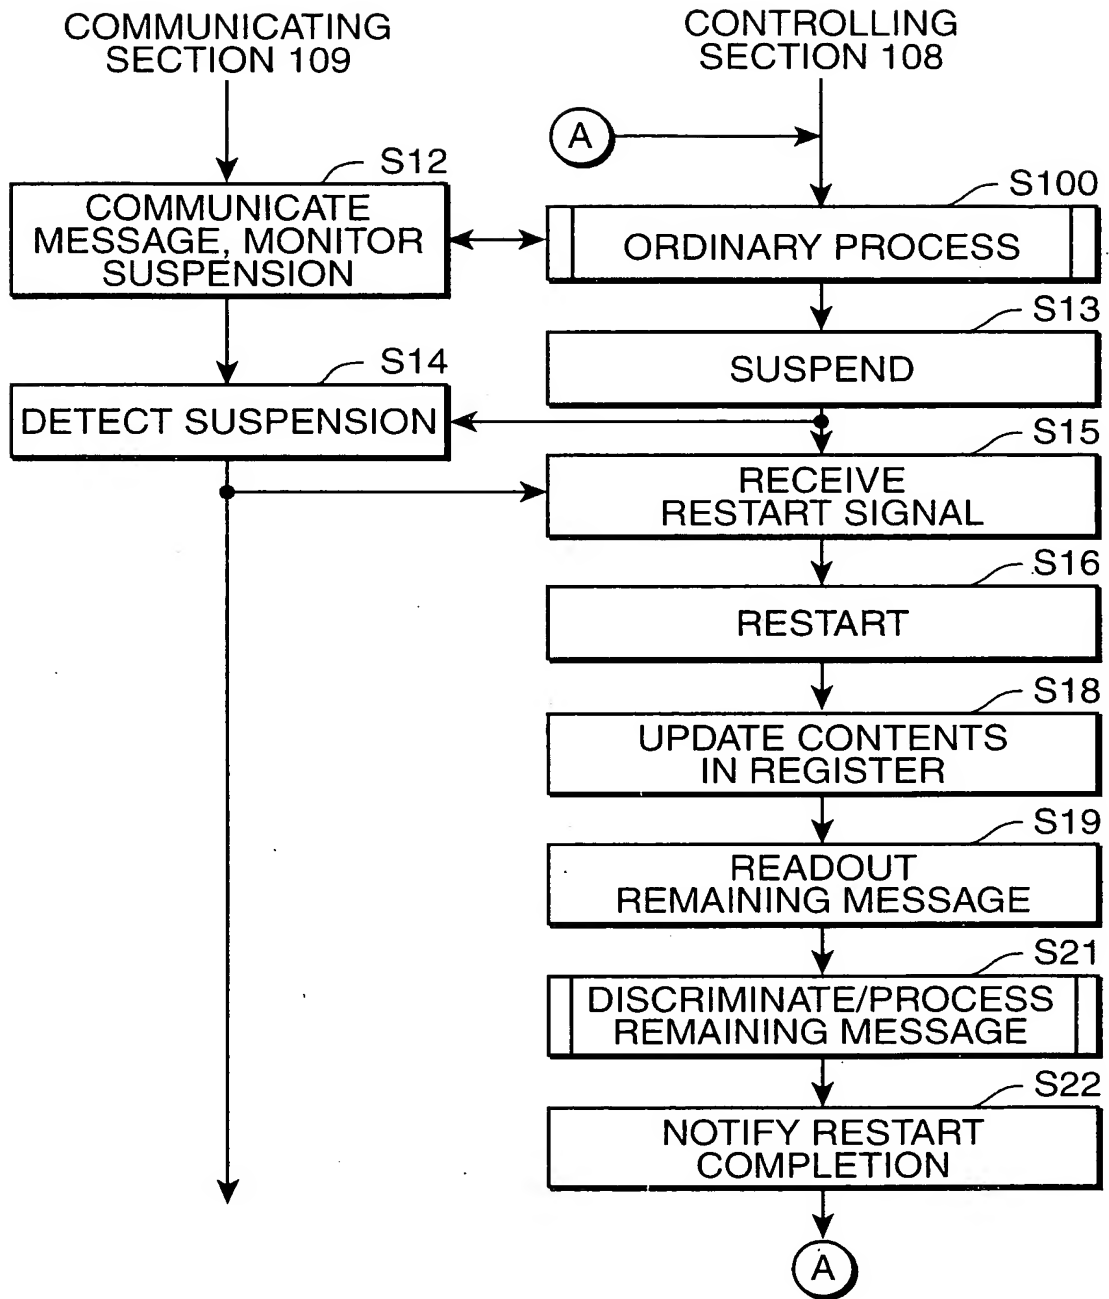 COMMUNICATING
SECTION 109
CONTROLLING
SECTION 108
A
S12
COMMUNICATE
MESSAGE, MONITOR
SUSPENSION
S100
ORDINARY PROCESS
S13
SUSPEND
S14
DETECT SUSPENSION
S15
RECEIVE
RESTART SIGNAL
S16
RESTART
S18
UPDATE CONTENTS
IN REGISTER
S19
READOUT
REMAINING MESSAGE
S21
DISCRIMINATE/PROCESS
REMAINING MESSAGE
S22
NOTIFY RESTART
COMPLETION
A